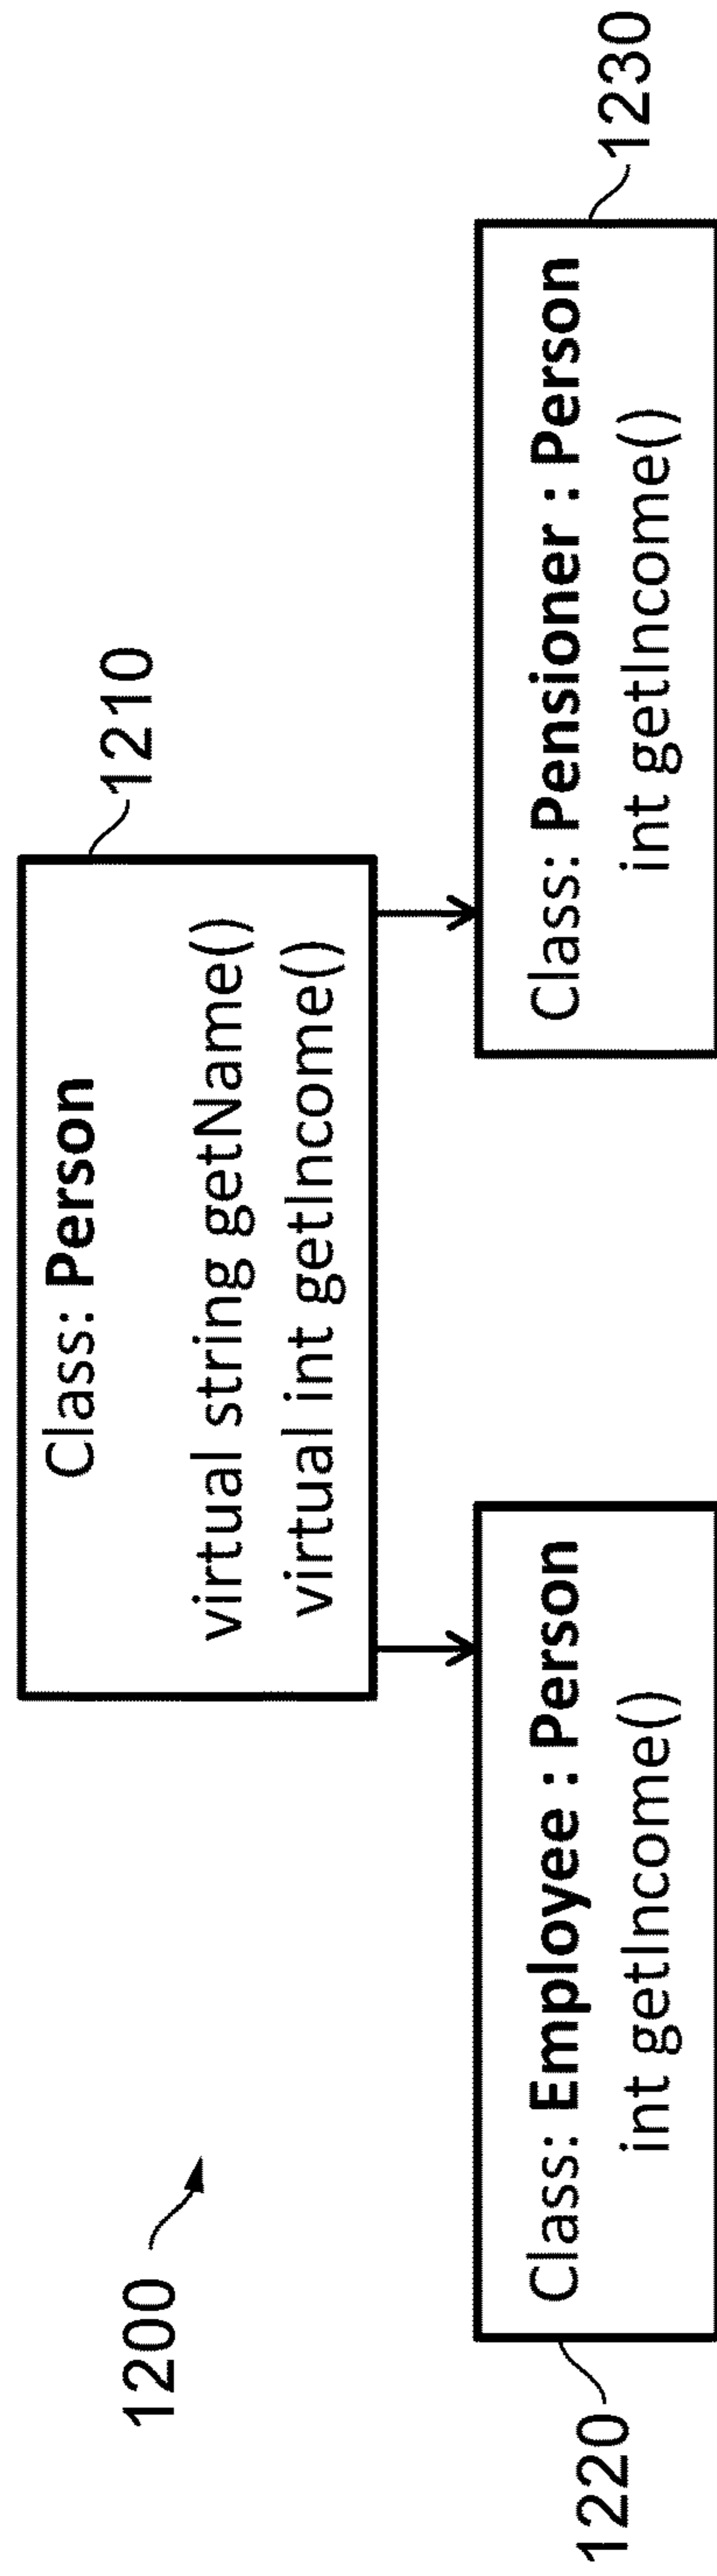 1200
1210
Class: Person
virtual string getName()
virtual int getIncome()
1220
Class: Employee : Person
int getIncome()
1230
Class: Pensioner : Person
int getIncome()